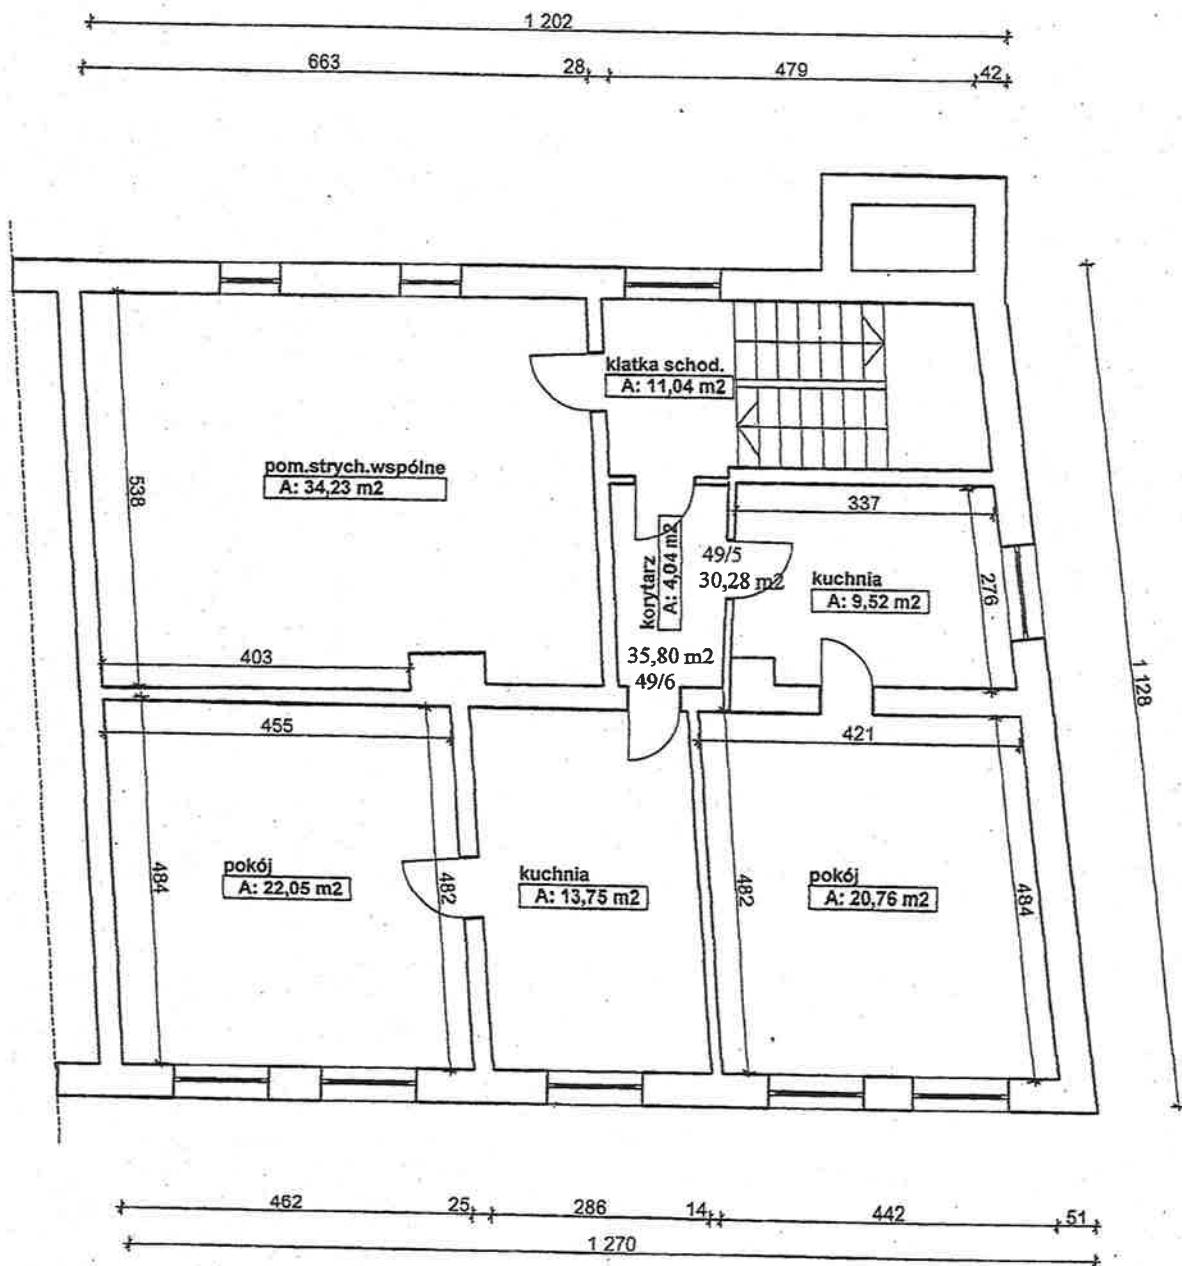 1 202
663
28
479
42
klatka schod.
A: 11,04 m2
pom.strych.wspólne
A: 34,23 m2
538
337
korytarz
A: 4,04 m2
49/5
30,28 m2
kuchnia
A: 9,52 m2
276
403
35,80 m2
49/6
1 128
455
421
484
pokój
A: 22,05 m2
482
kuchnia
A: 13,75 m2
482
pokój
A: 20,76 m2
484
462
25
286
14
442
51
1 270